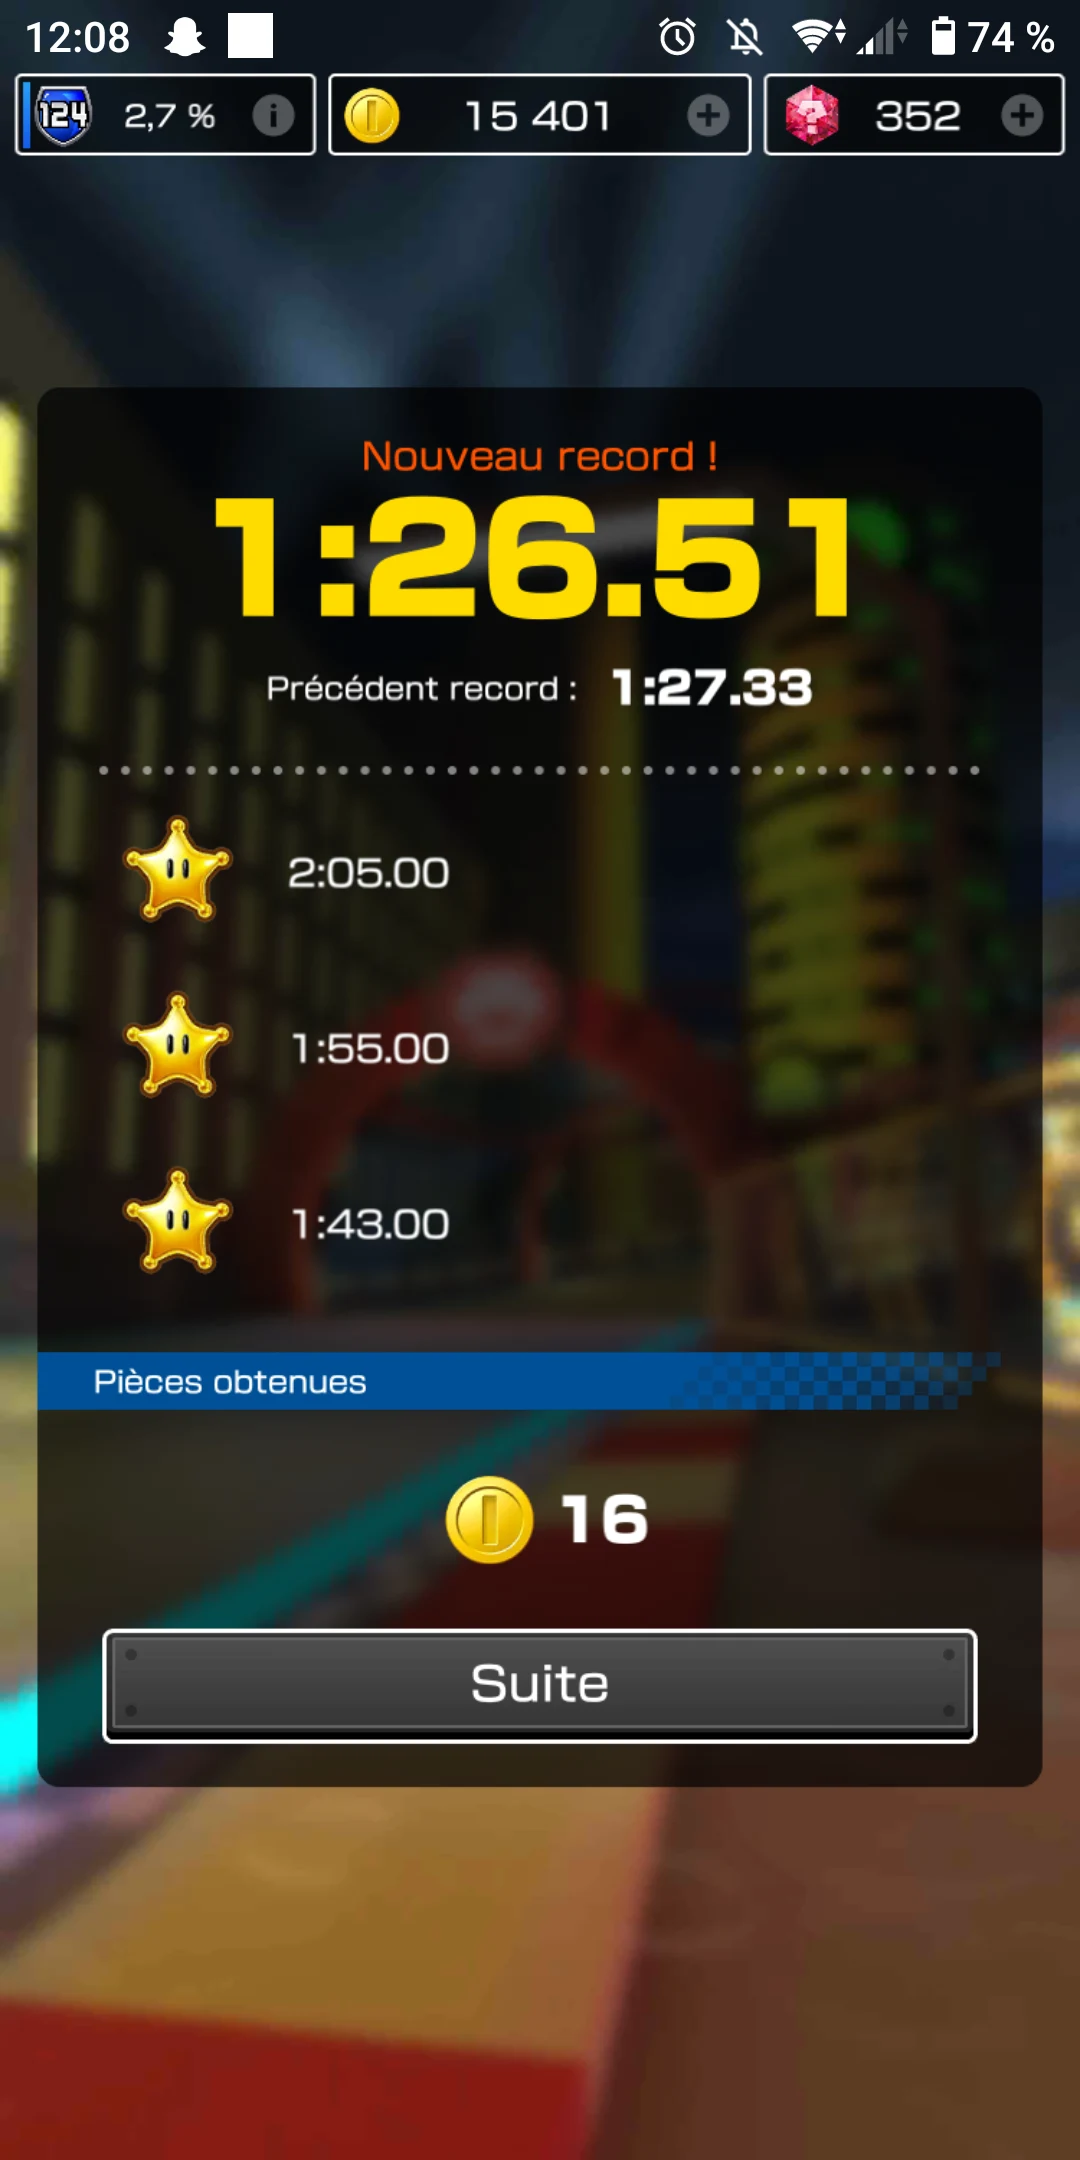 12:08 74 %
124 2,7 % i 15 401 + 352 +
Nouveau record !
1:26.51
Précédent record : 1:27.33
2:05.00
1:55.00
1:43.00
Pièces obtenues
16
Suite